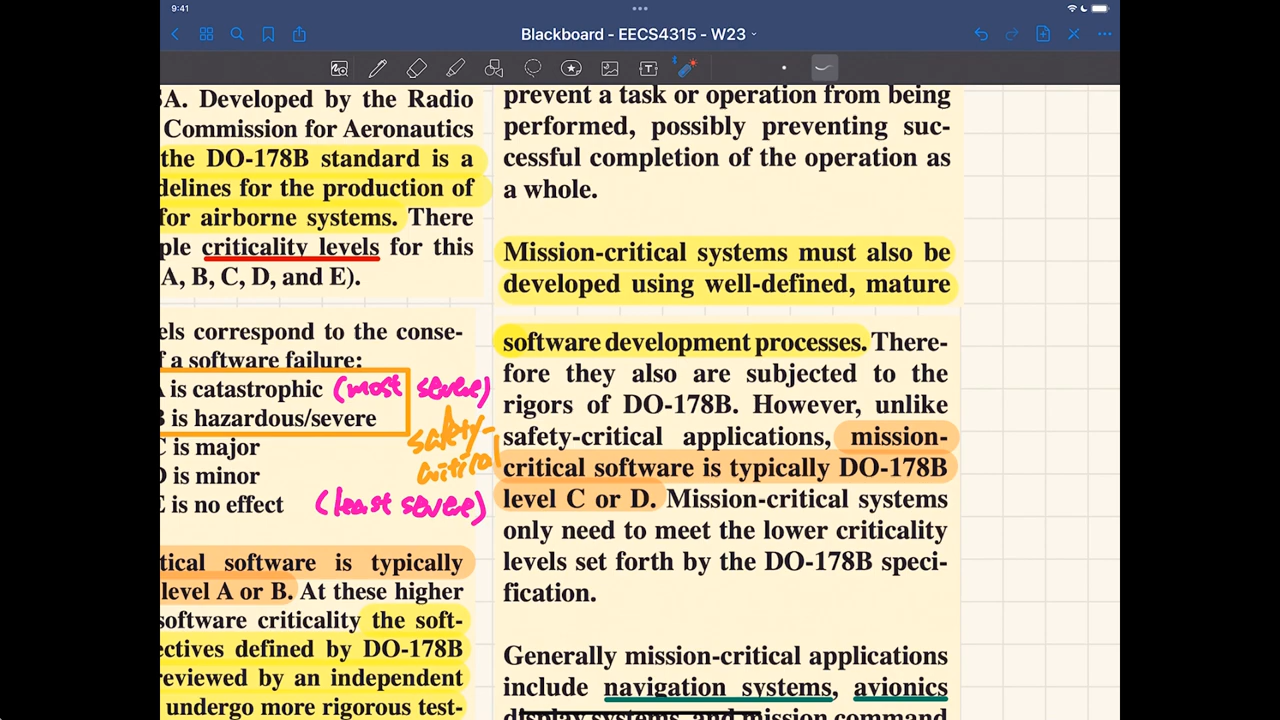 9:41
Blackboard - EECS4315 - W23
SA. Developed by the Radio
Commission for Aeronautics
the DO-178B standard is a
delines for the production of
for airborne systems. There
ple criticality levels for this
A, B, C, D, and E).
els correspond to the conse-
f a software failure:
A is catastrophic (most severe)
B is hazardous/severe
safety-
critical
C is major
D is minor
E is no effect (least severe)
tical software is typically
level A or B. At these higher
software criticality the soft-
ectives defined by DO-178B
reviewed by an independent
undergo more rigorous test-
prevent a task or operation from being
performed, possibly preventing suc-
cessful completion of the operation as
a whole.
Mission-critical systems must also be
developed using well-defined, mature
software development processes. There-
fore they also are subjected to the
rigors of DO-178B. However, unlike
safety-critical applications, mission-
critical software is typically DO-178B
level C or D. Mission-critical systems
only need to meet the lower criticality
levels set forth by the DO-178B speci-
fication.
Generally mission-critical applications
include navigation systems, avionics
display systems, and mission command